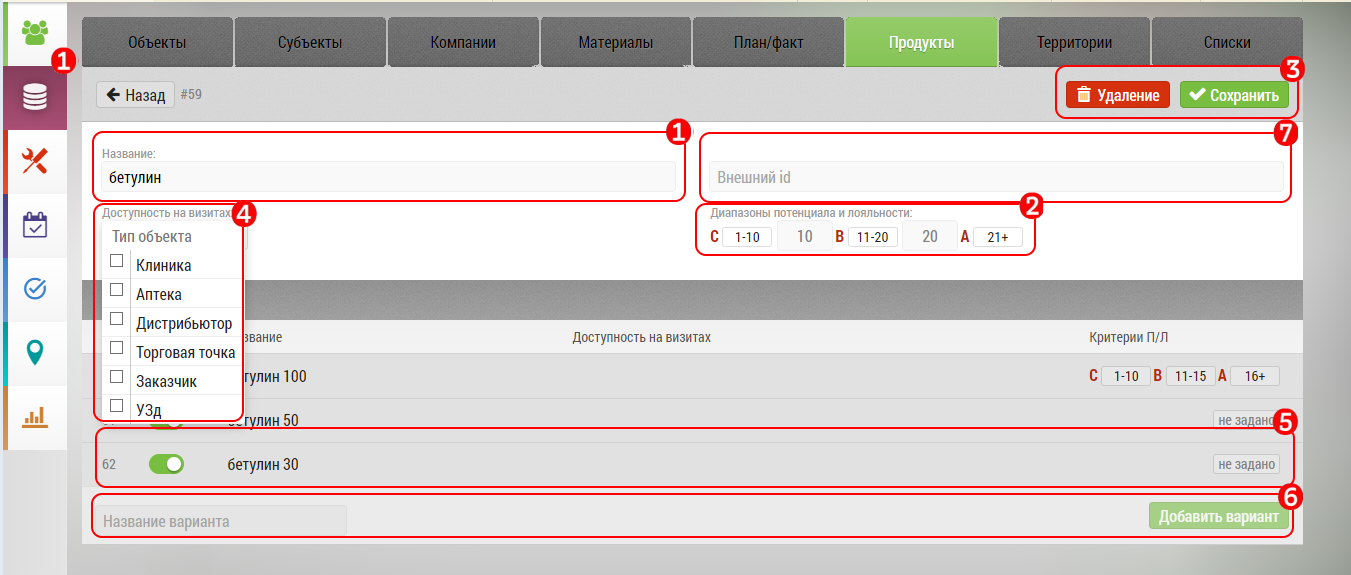 Объекты Субъекты Компании Материалы План/факт Продукты Территории Списки
1
3
Назад #59 Удаление Сохранить
1 7
Название:
бетулин Внешний id
Доступность на визитах 4 Диапазоны потенциала и лояльности: 2
Тип объекта C 1-10 10 B 11-20 20 A 21+
Клиника
Аптека
Дистрибьютор звание Доступность на визитах Критерии П/Л
Торговая точка
Заказчик тулин 100 C 1-10 B 11-15 A 16+
УЗд
бетулин 50 не задано 5
62 бетулин 30 не задано
6
Название варианта Добавить вариант